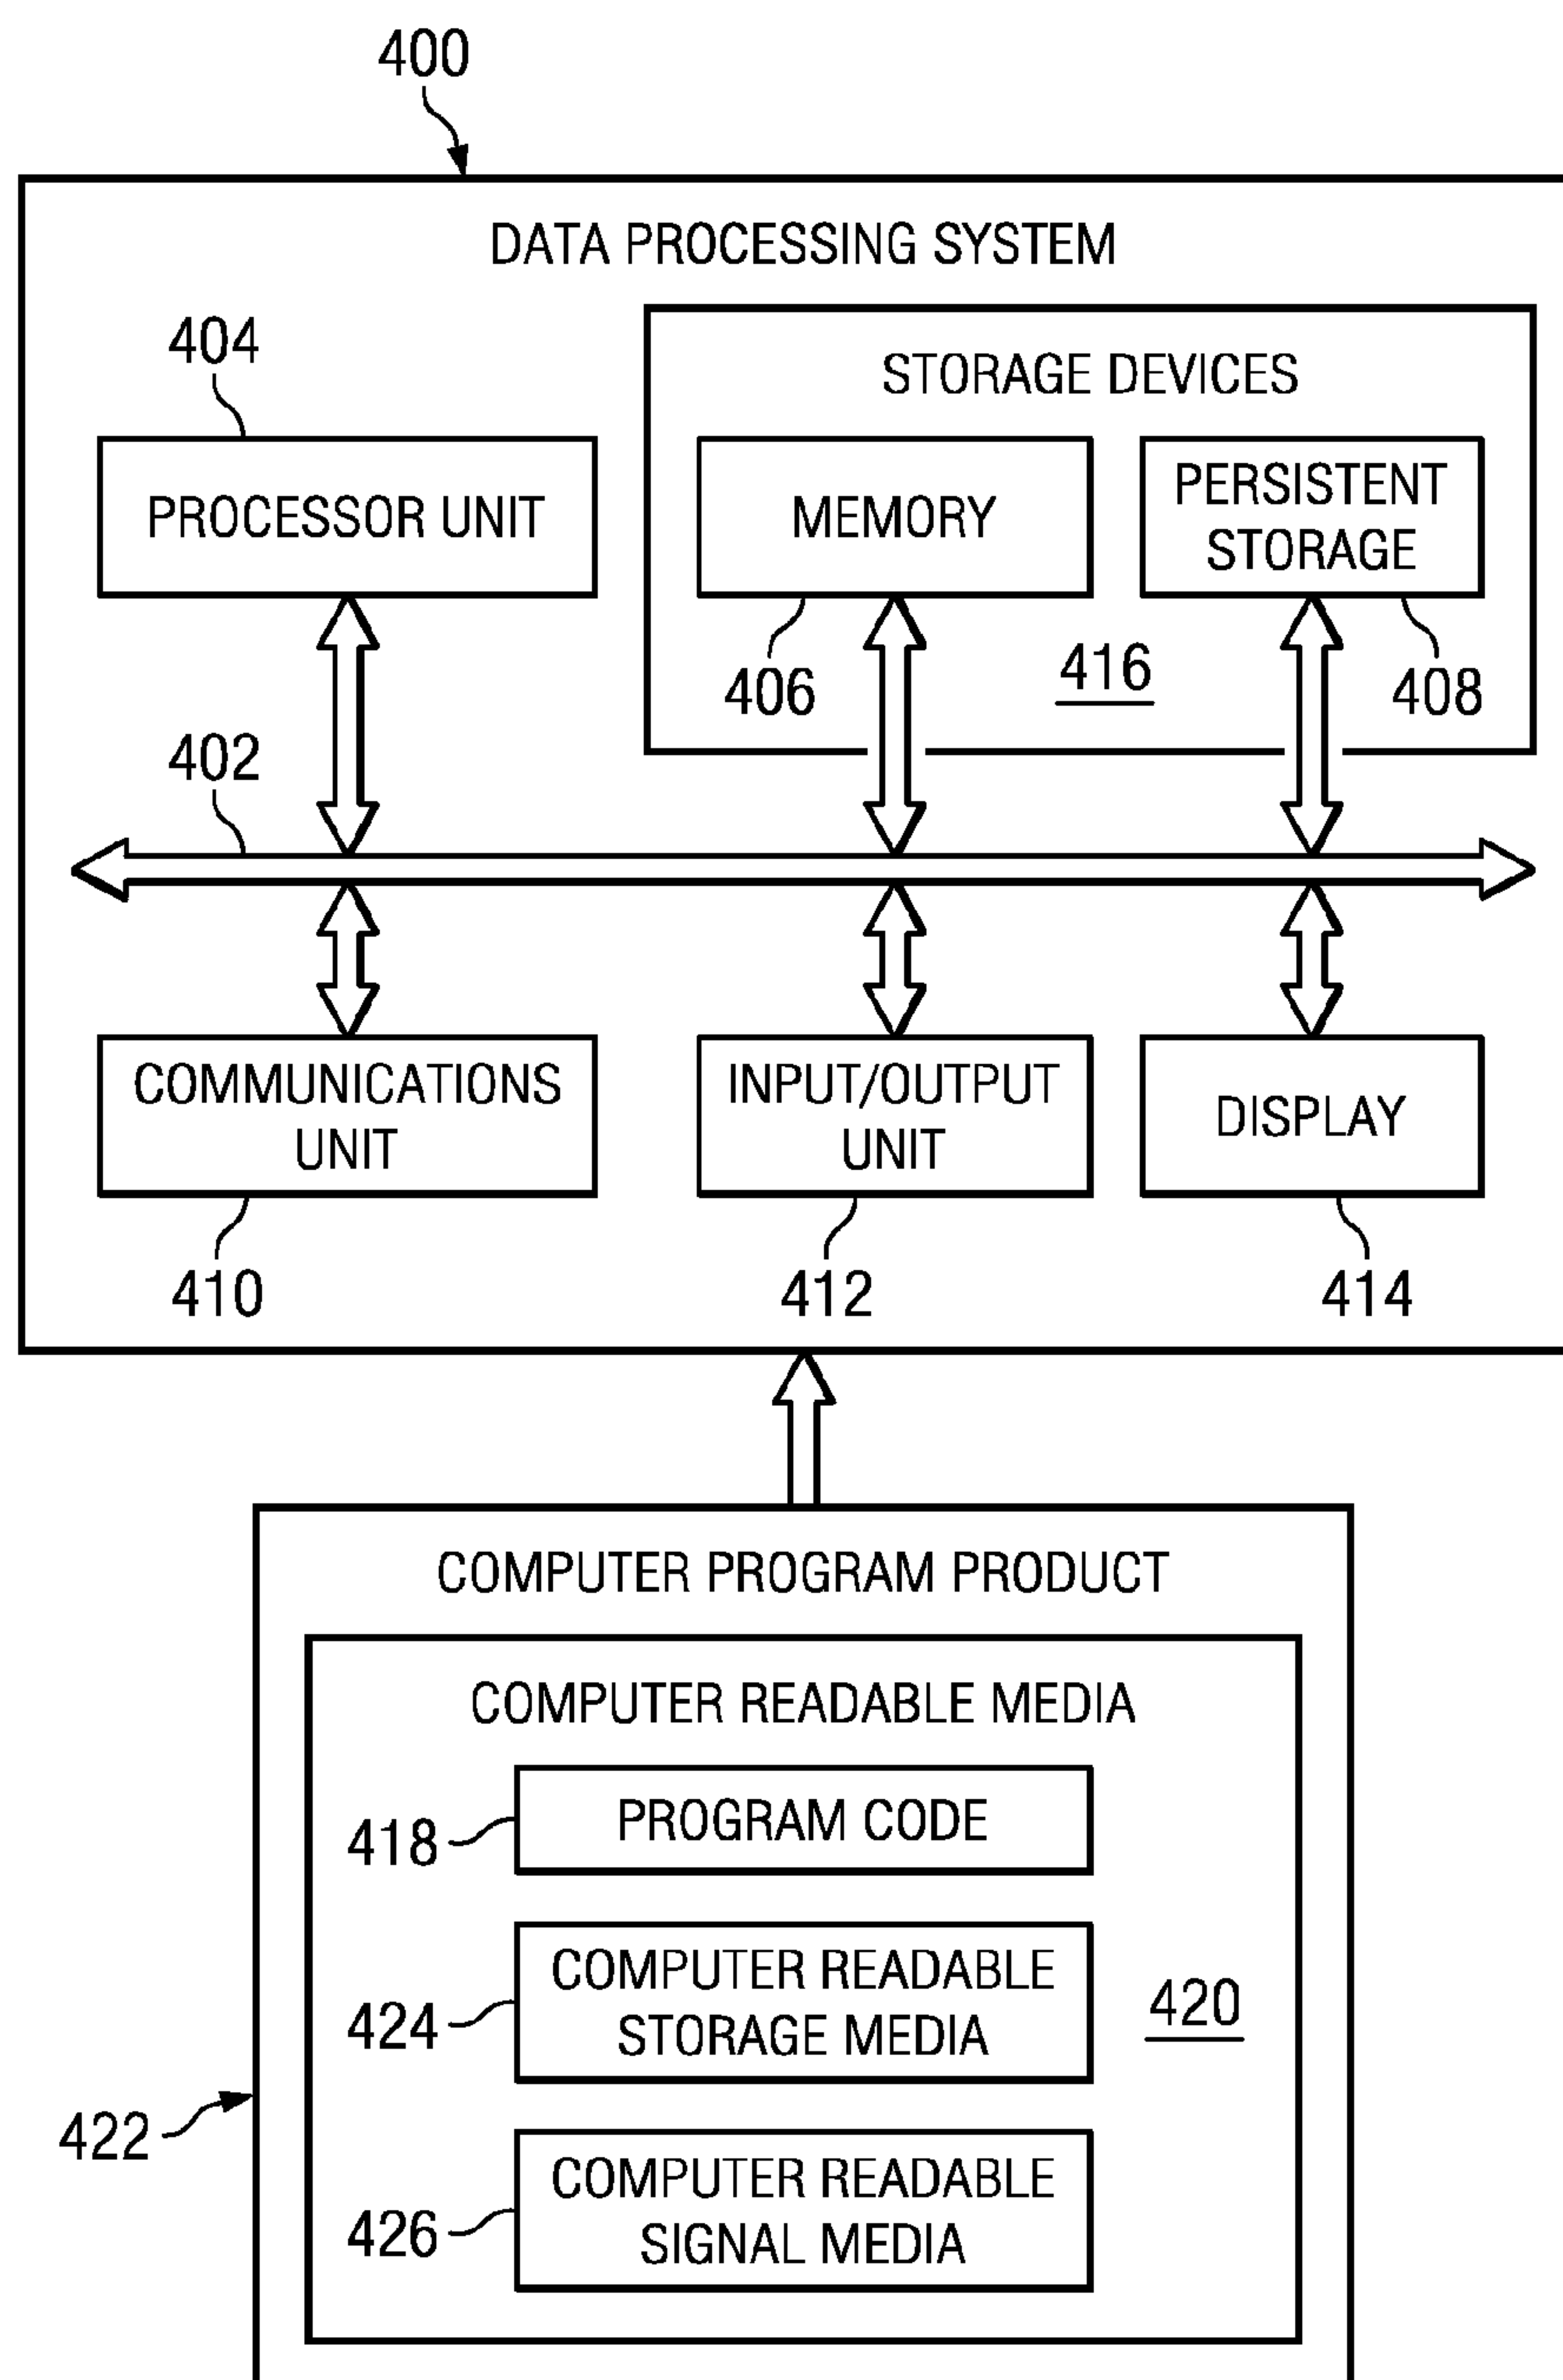 400
DATA PROCESSING SYSTEM
404
STORAGE DEVICES
PROCESSOR UNIT
MEMORY
PERSISTENT
STORAGE
406
416
408
402
COMMUNICATIONS
UNIT
INPUT/OUTPUT
UNIT
DISPLAY
410
412
414
COMPUTER PROGRAM PRODUCT
COMPUTER READABLE MEDIA
418
PROGRAM CODE
424
COMPUTER READABLE
STORAGE MEDIA
420
422
426
COMPUTER READABLE
SIGNAL MEDIA